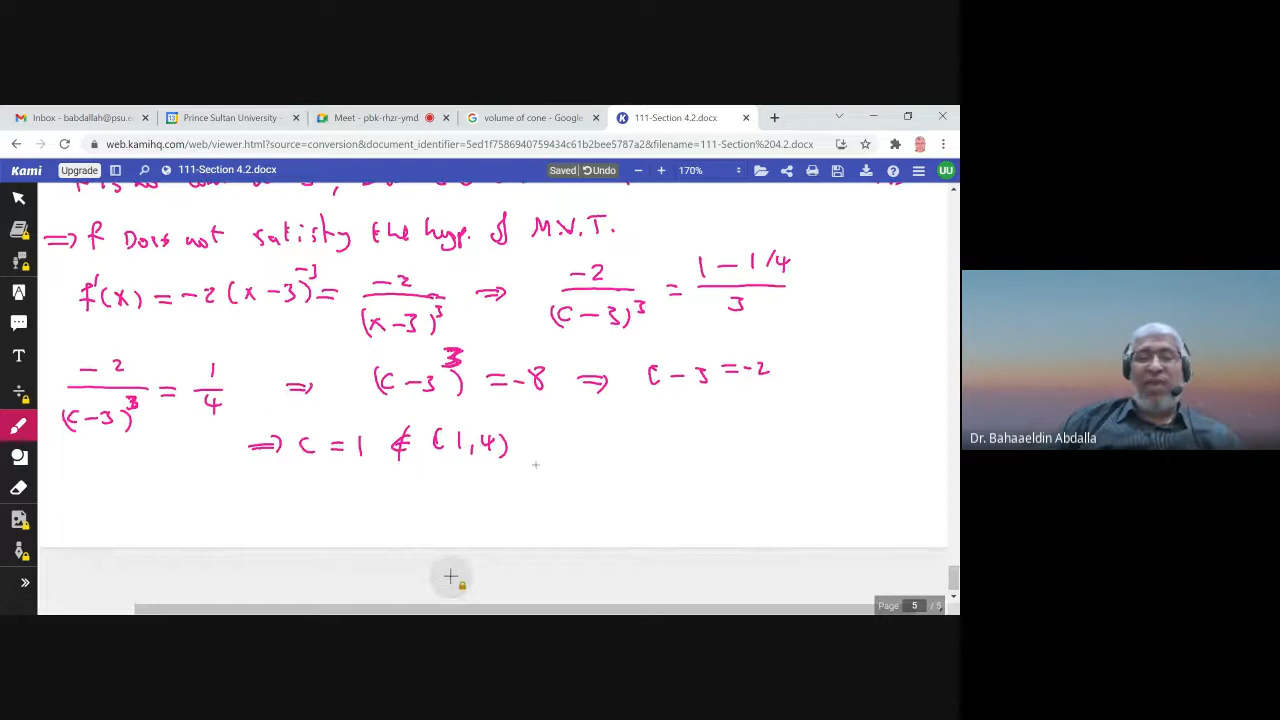 Inbox - babdallah@psu.e
Prince Sultan University -
Meet - pbk-rhzr-ymd
volume of cone - Google
111-Section 4.2.docx
web.kamihq.com/web/viewer.html?source=conversion&document_identifier=5ed1f7586940759434c61b2bee5787a2&filename=111-Section%204.2.docx
Kami Upgrade 111-Section 4.2.docx Saved Undo 170% UU
⇒ f Does not satisfy the hyp. of M.V.T.
f'(x) = -2(x-3)^-3 = -2/(x-3)^3 ⇒ -2/(c-3)^3 = (1 - 1/4)/3
-2/(c-3)^3 = 1/4 ⇒ (c-3)^3 = -8 ⇒ c-3 = -2
⇒ c = 1 ∉ (1,4)
Dr. Bahaaeldin Abdalla
Page 5 / 5